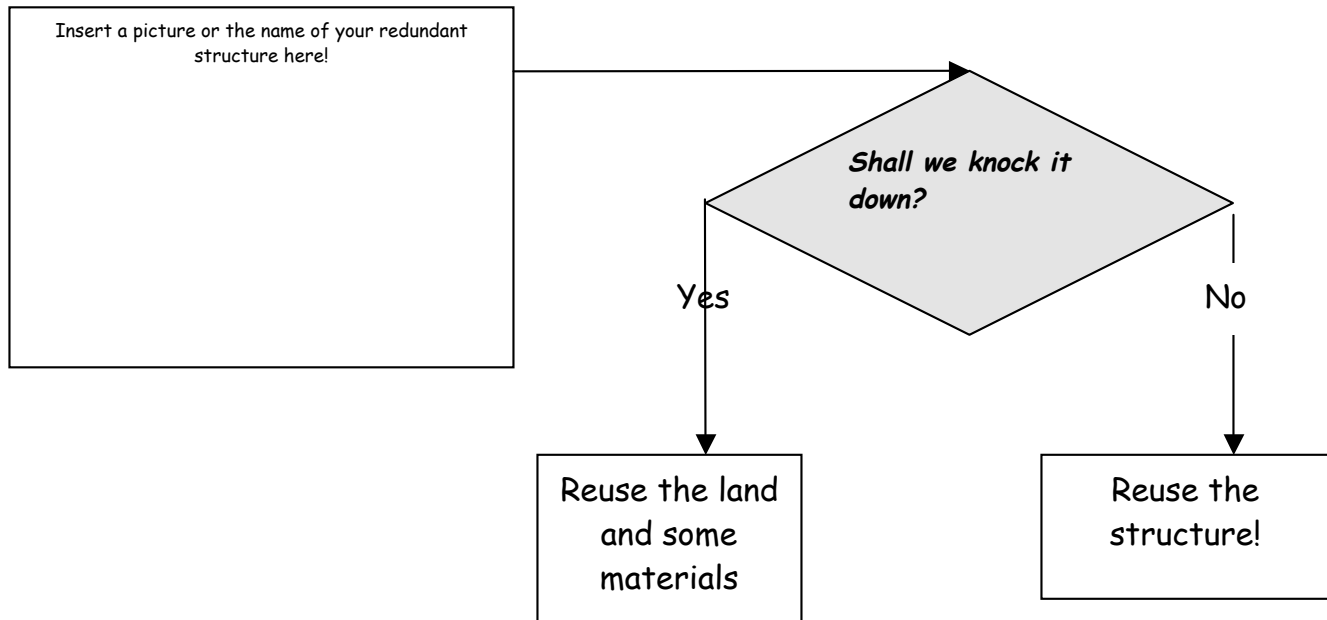 Insert a picture or the name of your redundant
structure here!
Shall we knock it
down?
Yes
No
Reuse the land
and some
materials
Reuse the
structure!